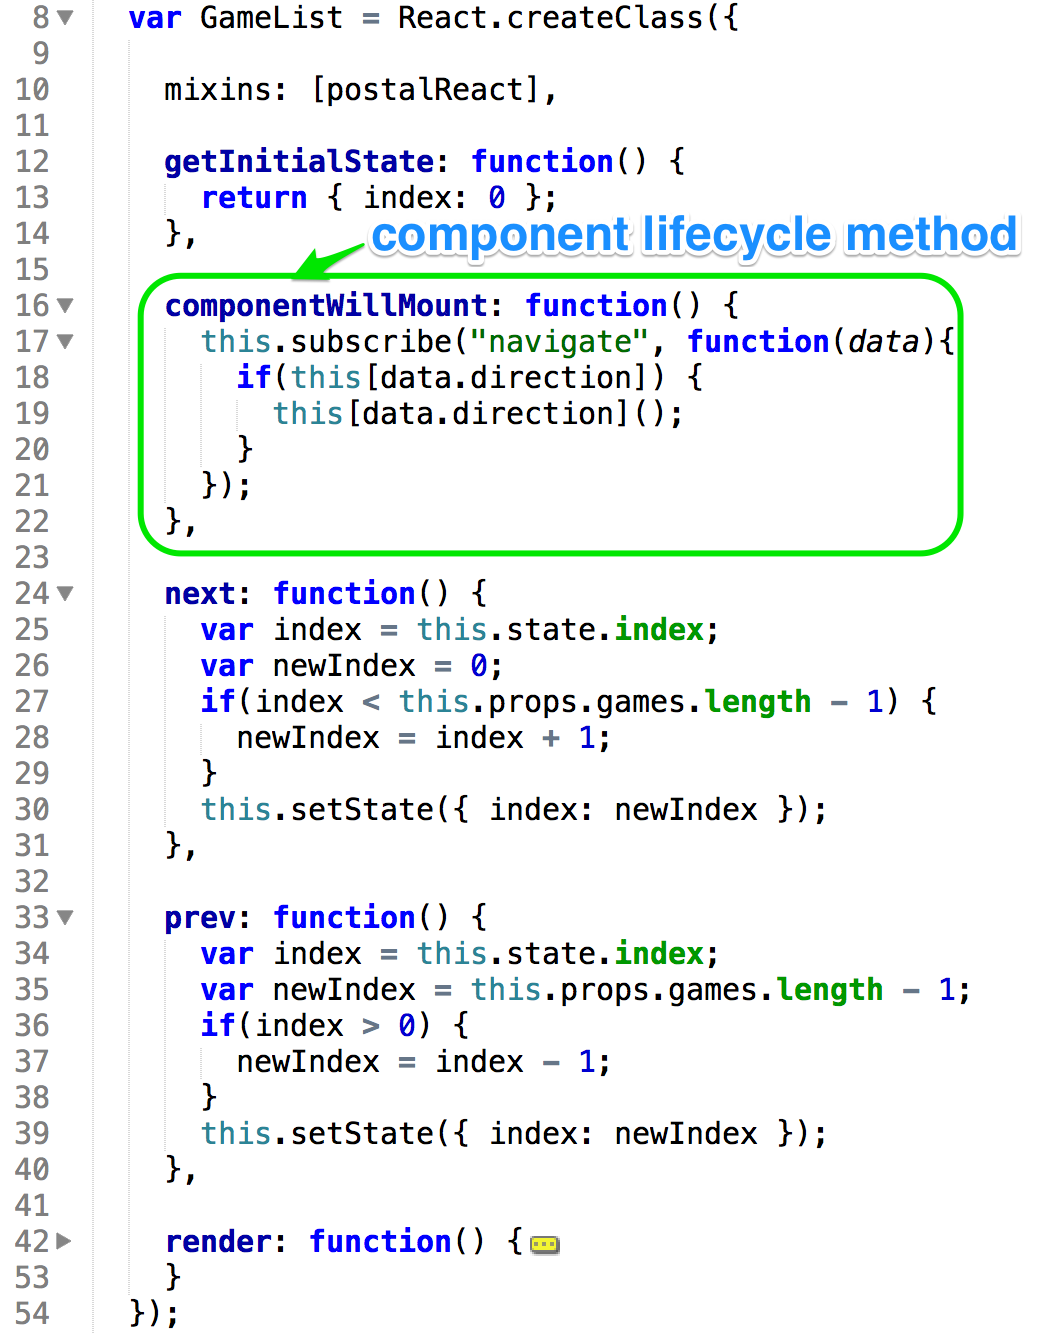 8 var GameList = React.createClass({
9
10 mixins: [postalReact],
11
12 getInitialState: function() {
13 return { index: 0 };
14 },
component lifecycle method
15
16 componentWillMount: function() {
17 this.subscribe("navigate", function(data){
18 if(this[data.direction]) {
19 this[data.direction]();
20 }
21 });
22 },
23
24 next: function() {
25 var index = this.state.index;
26 var newIndex = 0;
27 if(index < this.props.games.length - 1) {
28 newIndex = index + 1;
29 }
30 this.setState({ index: newIndex });
31 },
32
33 prev: function() {
34 var index = this.state.index;
35 var newIndex = this.props.games.length - 1;
36 if(index > 0) {
37 newIndex = index - 1;
38 }
39 this.setState({ index: newIndex });
40 },
41
42 render: function() {
53 }
54 });